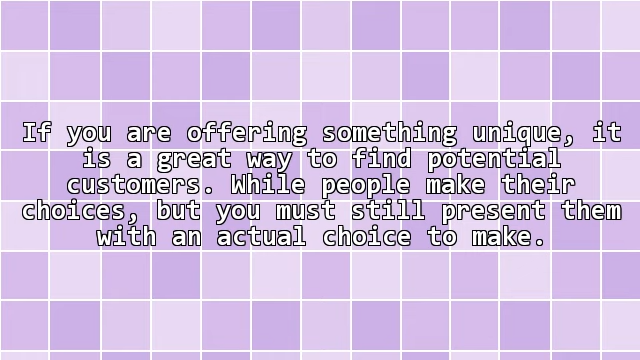 If you are offering something unique, it
is a great way to find potential
customers. While people make their
choices, but you must still present them
with an actual choice to make.